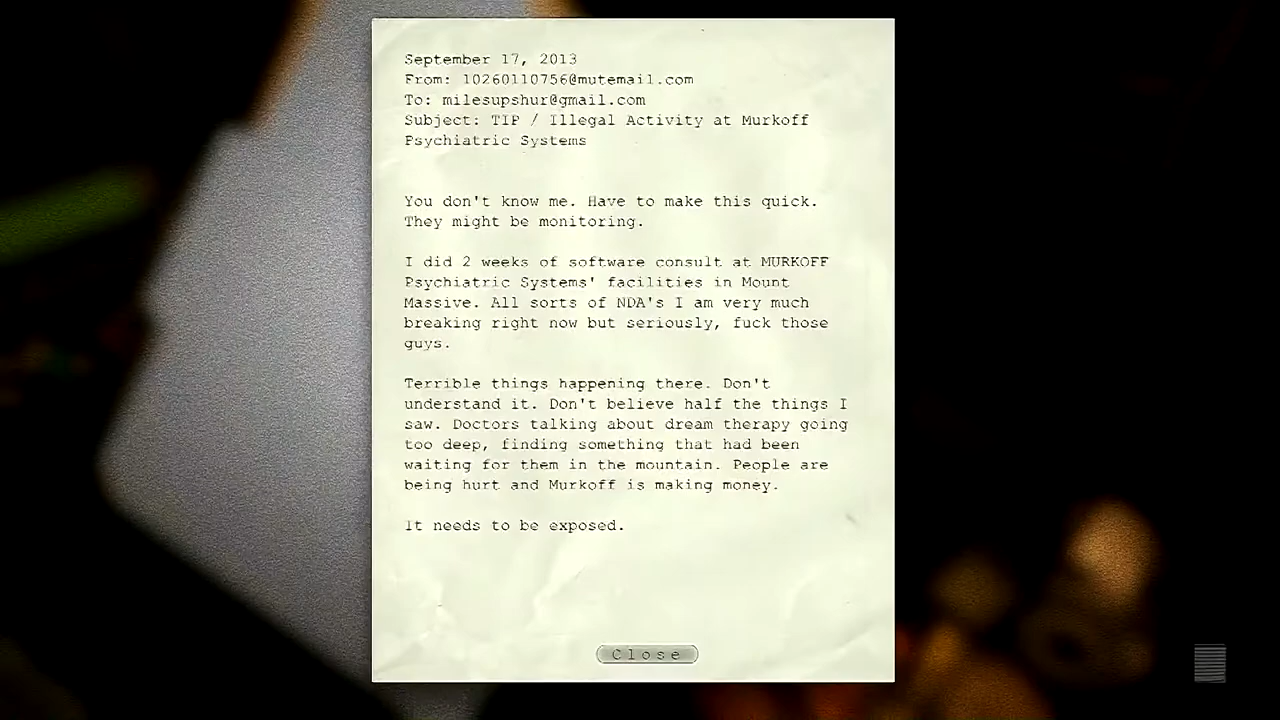 September 17, 2013
From: 10260110756@mutemail.com
To: milesupshur@gmail.com
Subject: TIP / Illegal Activity at Murkoff
Psychiatric Systems
You don't know me. Have to make this quick.
They might be monitoring.
I did 2 weeks of software consult at MURKOFF
Psychiatric Systems' facilities in Mount
Massive. All sorts of NDA's I am very much
breaking right now but seriously, fuck those
guys.
Terrible things happening there. Don't
understand it. Don't believe half the things I
saw. Doctors talking about dream therapy going
too deep, finding something that had been
waiting for them in the mountain. People are
being hurt and Murkoff is making money.
It needs to be exposed.
Close